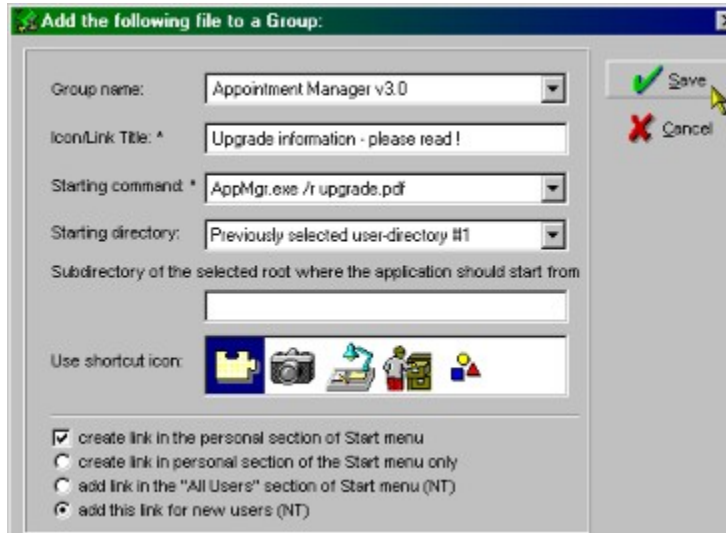 Add the following file to a Group:
Group name: Appointment Manager v3.0
Save
Icon/Link Title: * Upgrade information - please read !
Cancel
Starting command: * AppMgr.exe /r upgrade.pdf
Starting directory: Previously selected user-directory #1
Subdirectory of the selected root where the application should start from
Use shortcut icon:
create link in the personal section of Start menu
create link in personal section of the Start menu only
add link in the "All Users" section of Start menu (NT)
add this link for new users (NT)